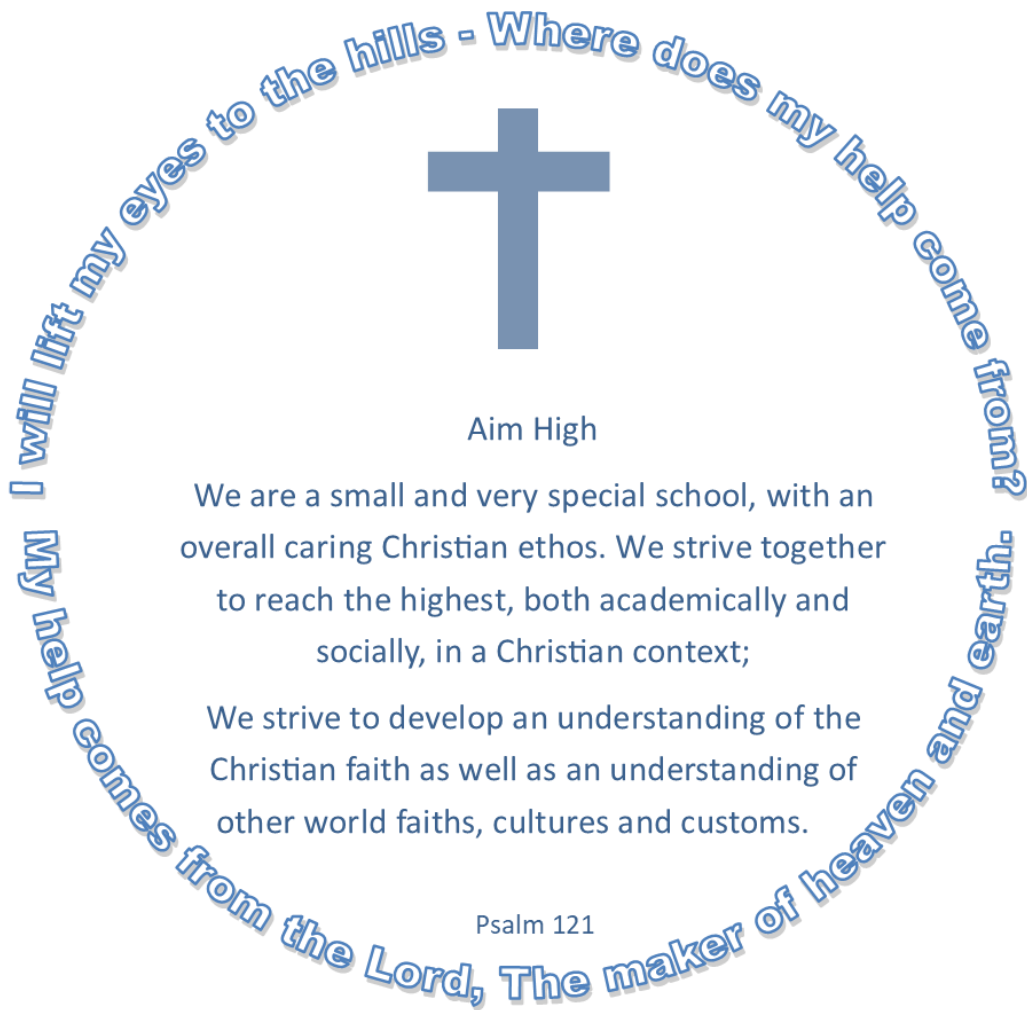 I will lift my eyes to the hills - Where does my help come from?
Aim High
We are a small and very special school, with an
overall caring Christian ethos. We strive together
to reach the highest, both academically and
socially, in a Christian context;
We strive to develop an understanding of the
Christian faith as well as an understanding of
other world faiths, cultures and customs.
Psalm 121
My help comes from the Lord, The maker of heaven and earth.